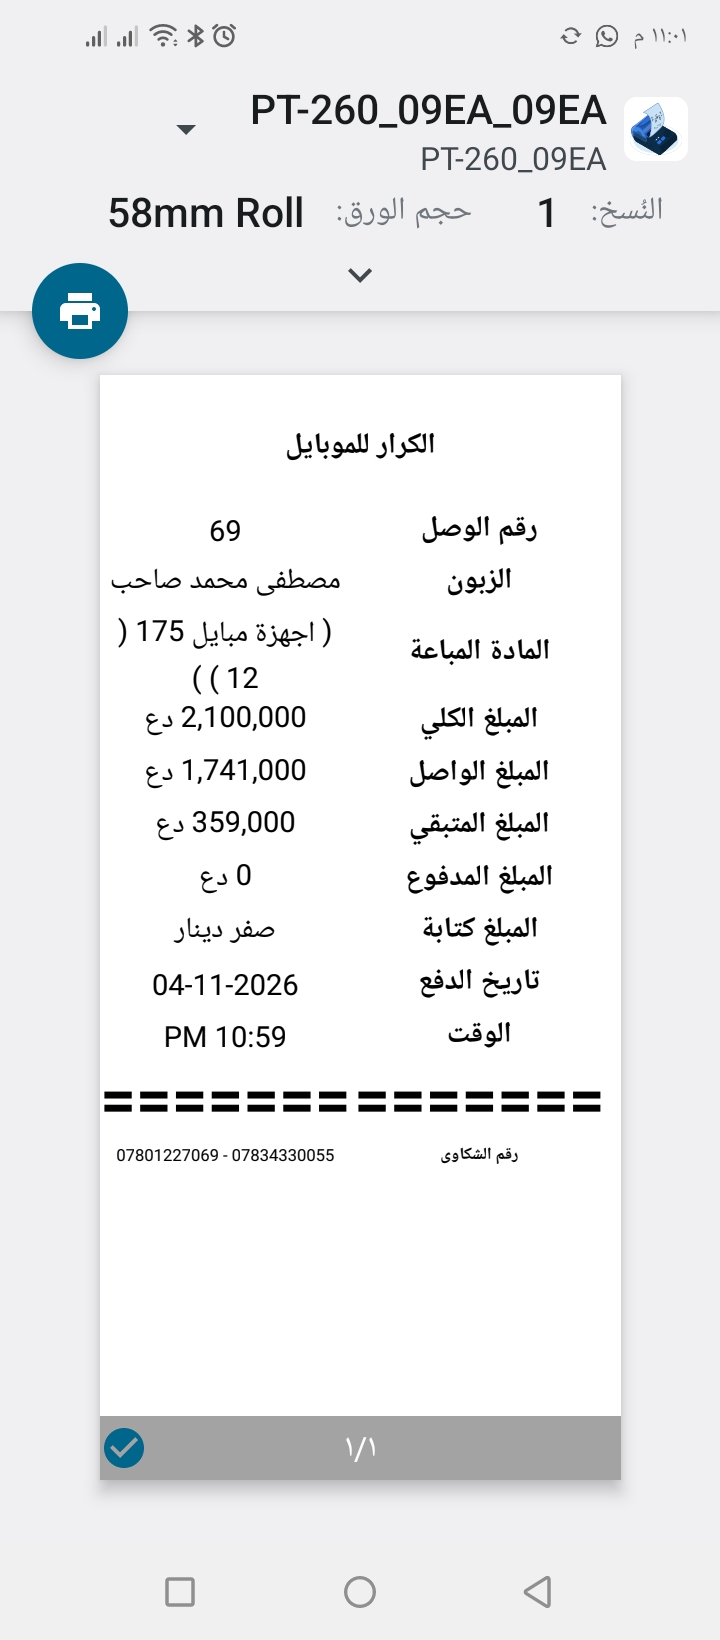 ١١:٠١ م
PT-260_09EA_09EA
PT-260_09EA
النُسخ: 1 حجم الورق: 58mm Roll
الكرار للموبايل
رقم الوصل 69
الزبون مصطفى محمد صاحب
المادة المباعة ( اجهزة مبايل 175 (
12 ) )
المبلغ الكلي 2,100,000 دع
المبلغ الواصل 1,741,000 دع
المبلغ المتبقي 359,000 دع
المبلغ المدفوع 0 دع
المبلغ كتابة صفر دينار
تاريخ الدفع 04-11-2026
الوقت PM 10:59
==============
رقم الشكاوى 07801227069 - 07834330055
١/١